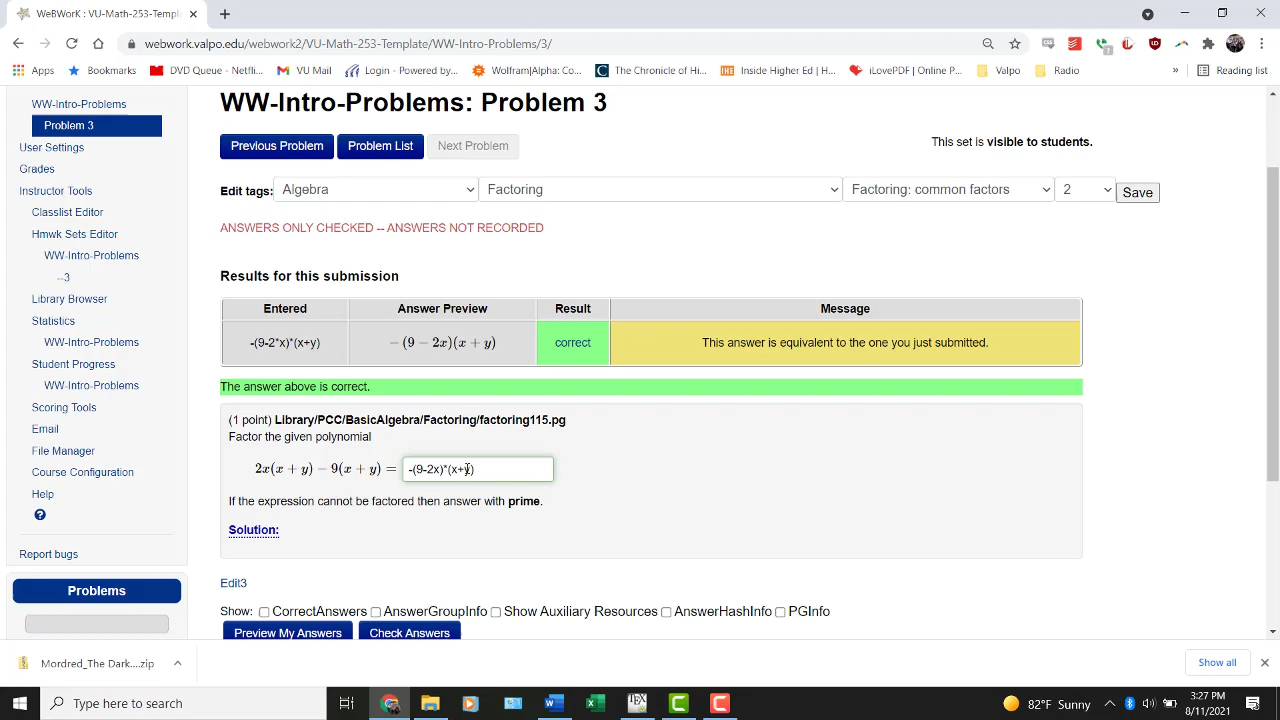 WeBWorK : VU-Math-253-Templ
webwork.valpo.edu/webwork2/VU-Math-253-Template/WW-Intro-Problems/3/
Apps
Bookmarks
DVD Queue - Netfli...
VU Mail
Login - Powered by...
Wolfram|Alpha: Co...
The Chronicle of Hi...
Inside Higher Ed | H...
iLovePDF | Online P...
Valpo
Radio
»
Reading list
WW-Intro-Problems
Problem 3
User Settings
Grades
Instructor Tools
Classlist Editor
Hmwk Sets Editor
WW-Intro-Problems
--3
Library Browser
Statistics
WW-Intro-Problems
Student Progress
WW-Intro-Problems
Scoring Tools
Email
File Manager
Course Configuration
Help
?
Report bugs
Problems
WW-Intro-Problems: Problem 3
Previous Problem
Problem List
Next Problem
This set is visible to students.
Edit tags: Algebra Factoring Factoring: common factors 2 Save
ANSWERS ONLY CHECKED -- ANSWERS NOT RECORDED
Results for this submission
Entered Answer Preview Result Message
-(9-2*x)*(x+y) −(9 − 2x)(x + y) correct This answer is equivalent to the one you just submitted.
The answer above is correct.
(1 point) Library/PCC/BasicAlgebra/Factoring/factoring115.pg
Factor the given polynomial
2x(x + y) − 9(x + y) = -(9-2x)*(x+y)
If the expression cannot be factored then answer with prime.
Solution:
Edit3
Show: CorrectAnswers AnswerGroupInfo Show Auxiliary Resources AnswerHashInfo PGInfo
Preview My Answers
Check Answers
Mordred_The Dark....zip
Show all
Type here to search
82°F Sunny
3:27 PM
8/11/2021